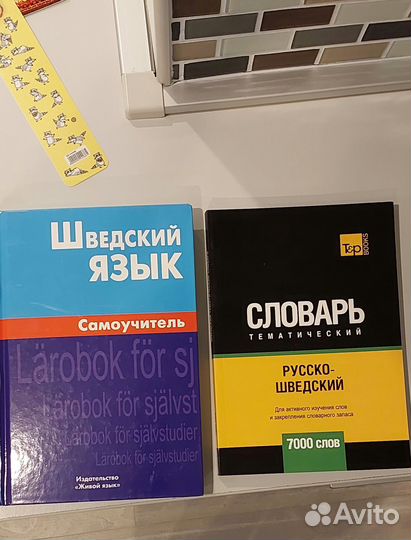 Шведский
язык
Самоучитель
Lärobok för sj
Lärobok för självst
Lärobok för självstudier
Lärobok för självstudier
Издательство
«Живой язык»
T&P
BOOKS
СЛОВАРЬ
ТЕМАТИЧЕСКИЙ
РУССКО-
ШВЕДСКИЙ
Для активного изучения слов
и закрепления словарного запаса
7000 слов
Avito